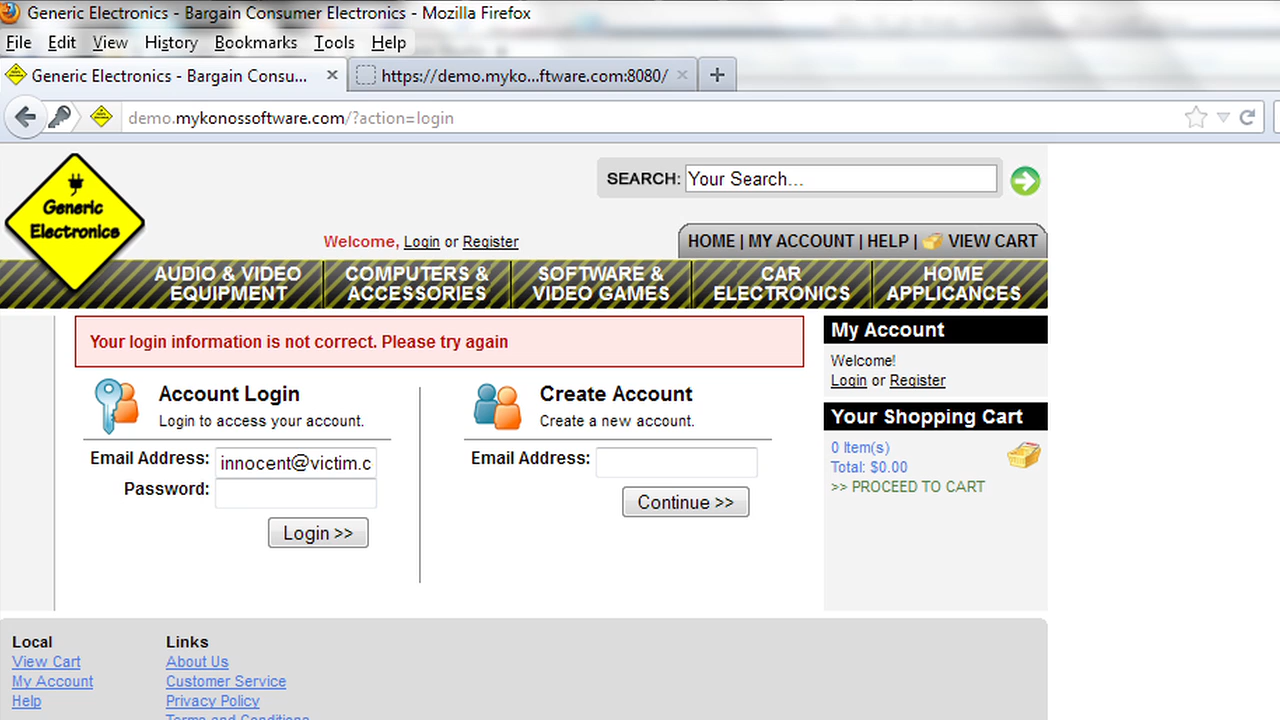 Generic Electronics - Bargain Consumer Electronics - Mozilla Firefox
File Edit View History Bookmarks Tools Help
Generic Electronics - Bargain Consu...
https://demo.myko...ftware.com:8080/
demo.mykonossoftware.com/?action=login
Generic
Electronics
SEARCH: Your Search...
Welcome, Login or Register
HOME | MY ACCOUNT | HELP | VIEW CART
AUDIO & VIDEO
EQUIPMENT
COMPUTERS &
ACCESSORIES
SOFTWARE &
VIDEO GAMES
CAR
ELECTRONICS
HOME
APPLICANCES
Your login information is not correct. Please try again
Account Login
Login to access your account.
Email Address: innocent@victim.c
Password:
Login >>
Create Account
Create a new account.
Email Address:
Continue >>
My Account
Welcome!
Login or Register
Your Shopping Cart
0 Item(s)
Total: $0.00
>> PROCEED TO CART
Local
View Cart
My Account
Help
Links
About Us
Customer Service
Privacy Policy
Terms and Conditions